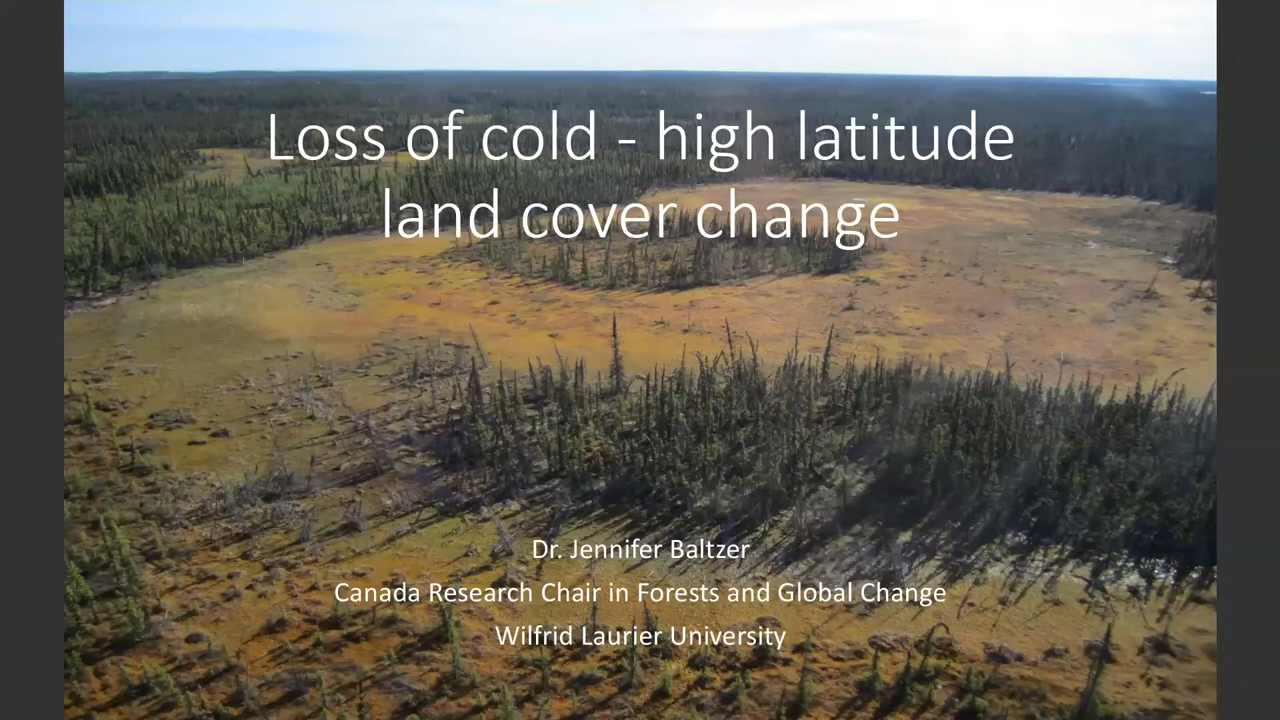 Loss of cold - high latitude
land cover change
Dr. Jennifer Baltzer
Canada Research Chair in Forests and Global Change
Wilfrid Laurier University